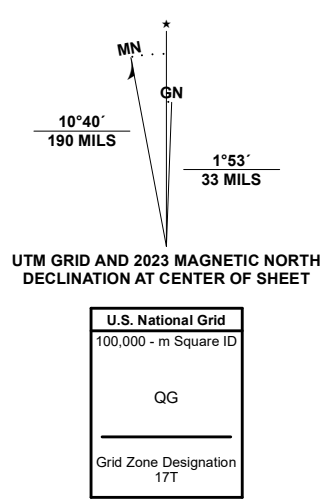 ★
MN
GN
10°40´
190 MILS
1°53´
33 MILS
UTM GRID AND 2023 MAGNETIC NORTH
DECLINATION AT CENTER OF SHEET
U.S. National Grid
100,000 - m Square ID
QG
Grid Zone Designation
17T